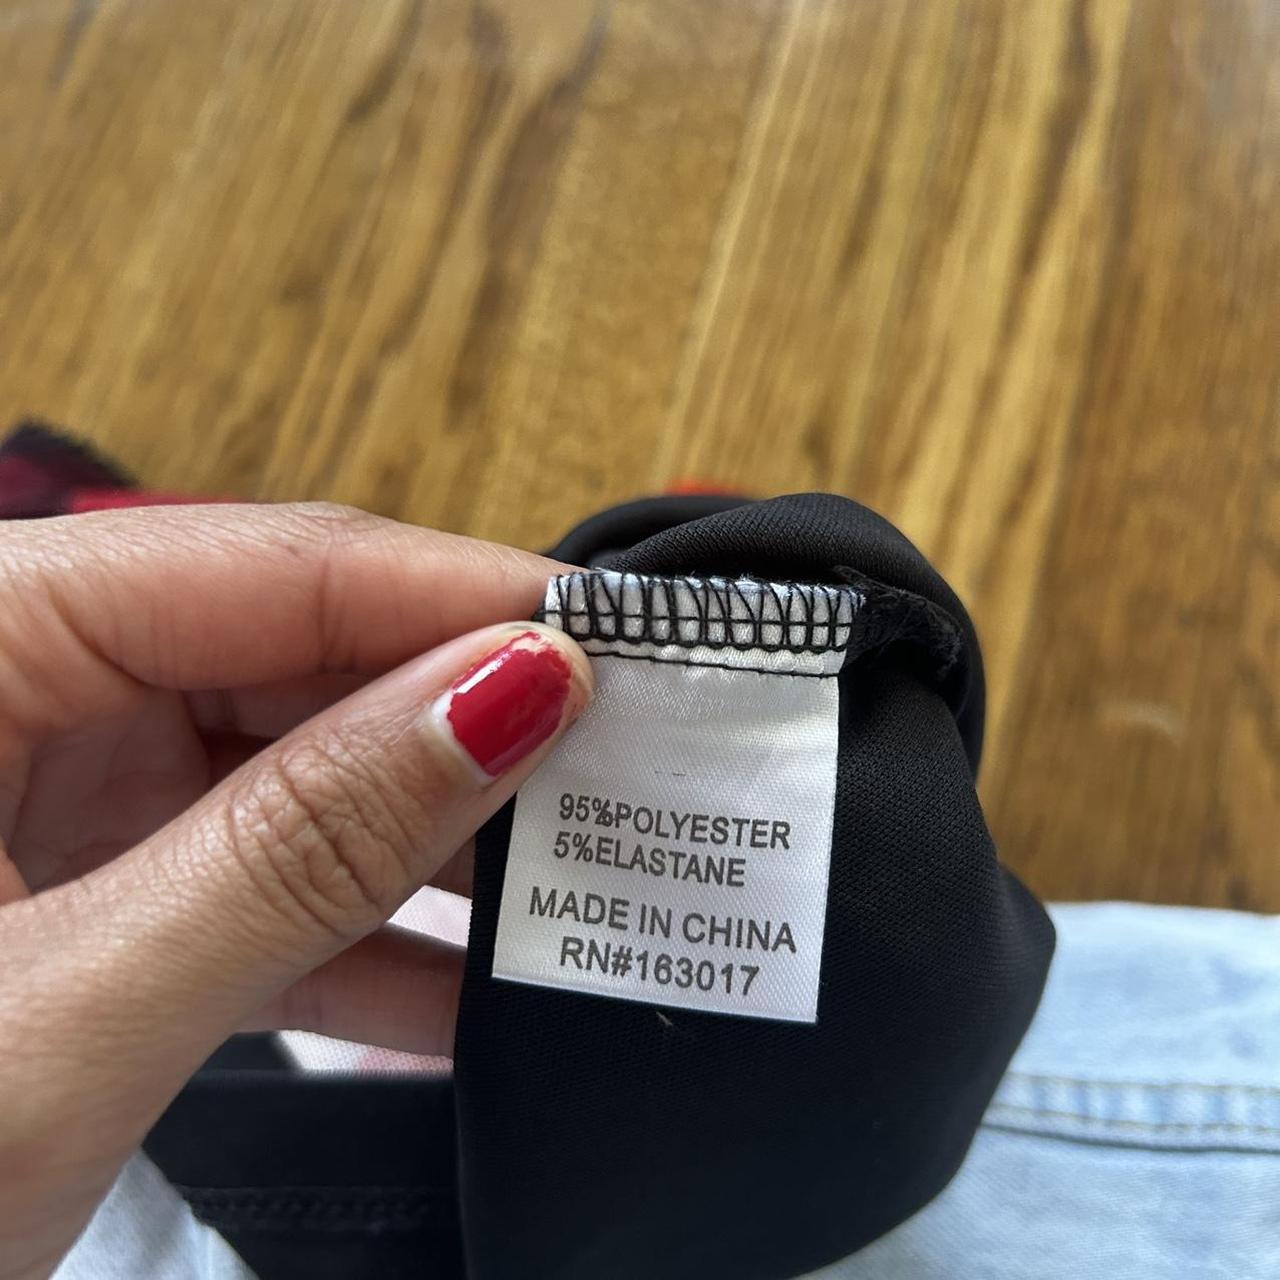 95%POLYESTER
5%ELASTANE
MADE IN CHINA
RN#163017